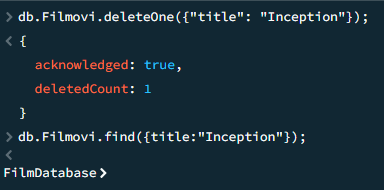 > db.Filmovi.deleteOne({"title": "Inception"});
< {
acknowledged: true,
deletedCount: 1
}
> db.Filmovi.find({title:"Inception"});
<
FilmDatabase>